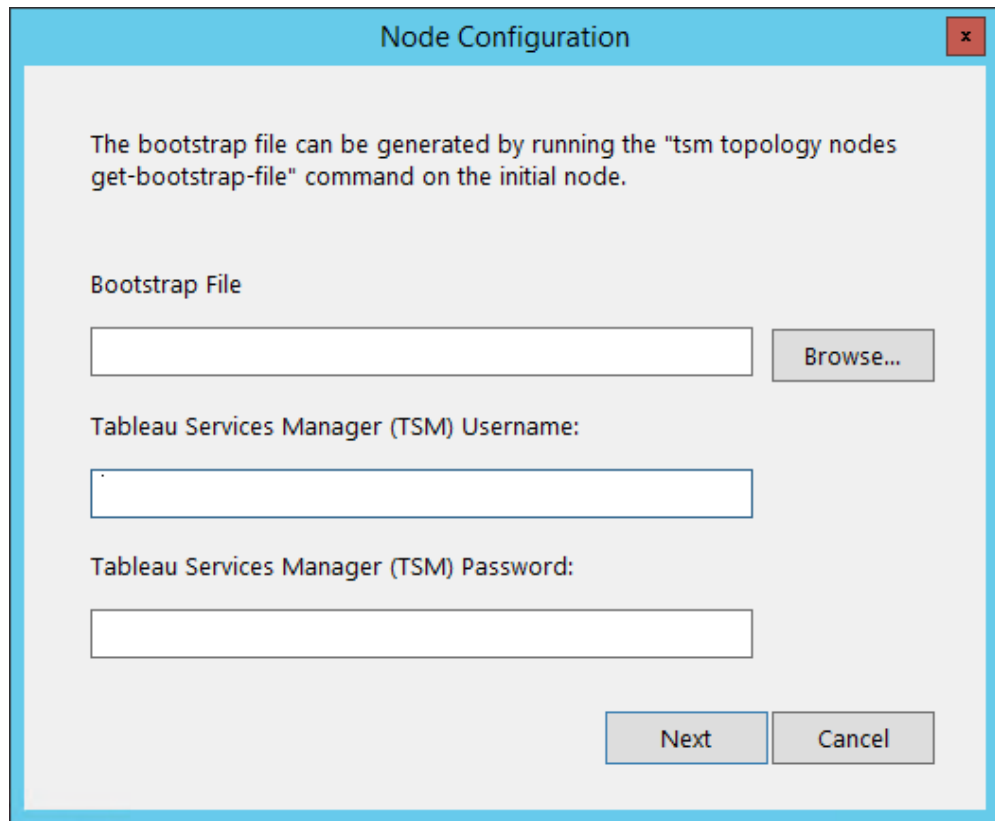 Node Configuration
x
The bootstrap file can be generated by running the "tsm topology nodes
get-bootstrap-file" command on the initial node.
Bootstrap File
Browse...
Tableau Services Manager (TSM) Username:
Tableau Services Manager (TSM) Password:
Next
Cancel